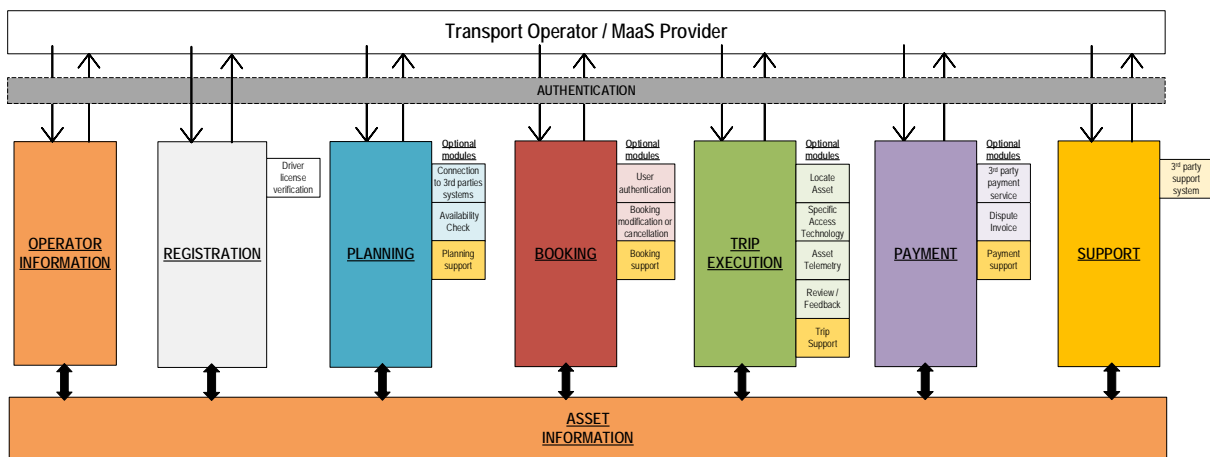 Transport Operator / MaaS Provider
AUTHENTICATION
OPERATOR
INFORMATION
REGISTRATION
Driver
license
verification
PLANNING
Optional
modules
Connection
to 3rd parties
systems
Availability
Check
Planning
support
BOOKING
Optional
modules
User
authentication
Booking
modification or
cancellation
Booking
support
TRIP
EXECUTION
Optional
modules
Locate
Asset
Specific
Access
Technology
Asset
Telemetry
Review /
Feedback
Trip
Support
PAYMENT
Optional
modules
3rd party
payment
service
Dispute
Invoice
Payment
support
SUPPORT
3rd party
support
system
ASSET
INFORMATION